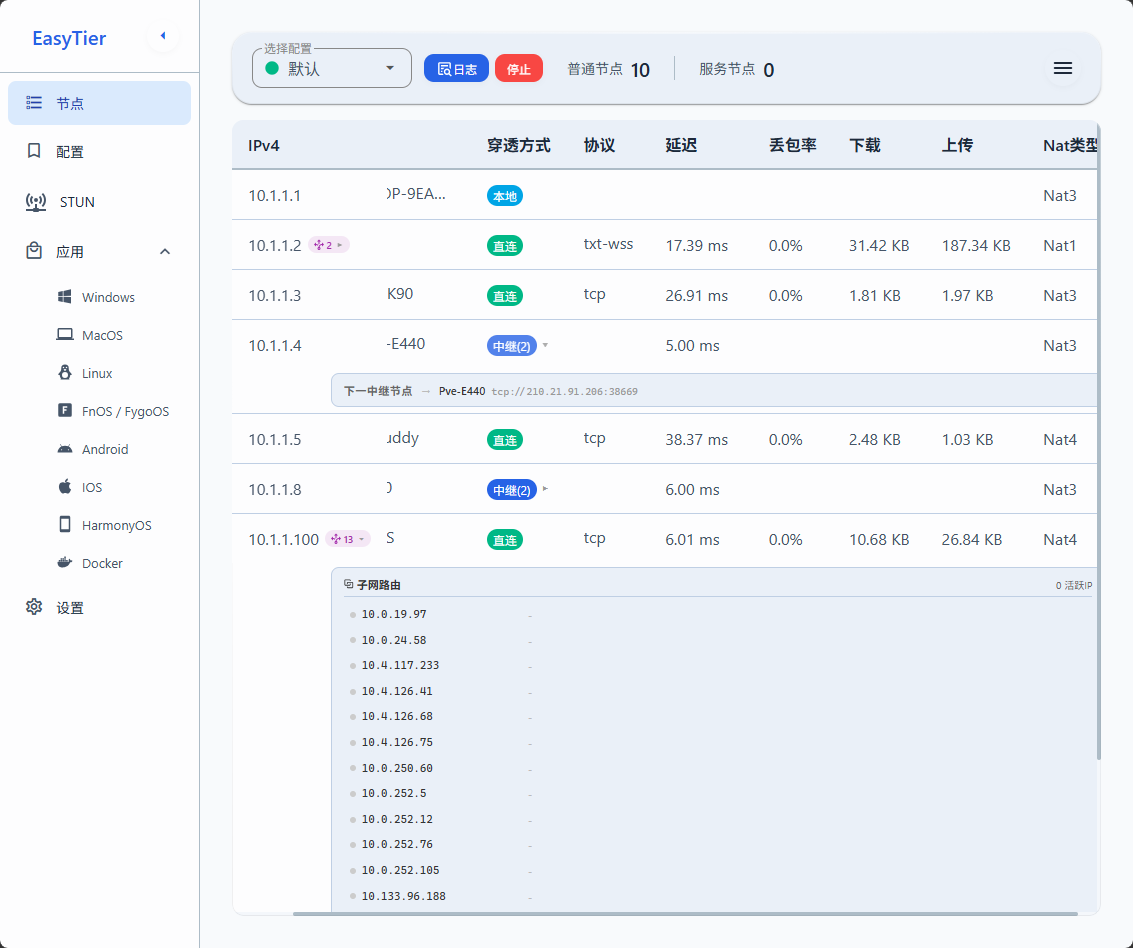 EasyTier
节点
配置
STUN
应用
Windows
MacOS
Linux
FnOS / FygoOS
Android
IOS
HarmonyOS
Docker
设置
选择配置
默认
日志
停止
普通节点 10
服务节点 0
IPv4 穿透方式 协议 延迟 丢包率 下载 上传 Nat类型
10.1.1.1 DP-9EA... 本地 Nat3
10.1.1.2 2 直连 txt-wss 17.39 ms 0.0% 31.42 KB 187.34 KB Nat1
10.1.1.3 K90 直连 tcp 26.91 ms 0.0% 1.81 KB 1.97 KB Nat3
10.1.1.4 -E440 中继(2) 5.00 ms Nat3
下一中继节点 → Pve-E440 tcp://210.21.91.206:38669
10.1.1.5 uddy 直连 tcp 38.37 ms 0.0% 2.48 KB 1.03 KB Nat4
10.1.1.8 中继(2) 6.00 ms Nat3
10.1.1.100 13 S 直连 tcp 6.01 ms 0.0% 10.68 KB 26.84 KB Nat4
子网路由 0 活跃IP
10.0.19.97 -
10.0.24.58 -
10.4.117.233 -
10.4.126.41 -
10.4.126.68 -
10.4.126.75 -
10.0.250.60 -
10.0.252.5 -
10.0.252.12 -
10.0.252.76 -
10.0.252.105 -
10.133.96.188 -